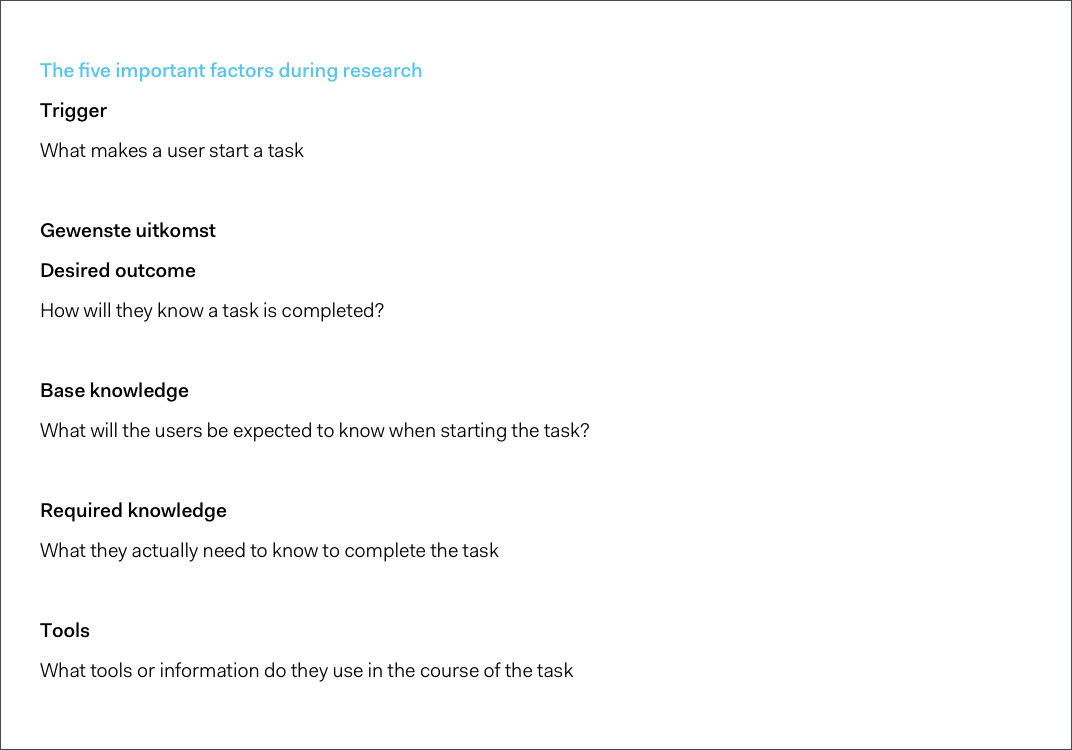 The five important factors during research
Trigger
What makes a user start a task
Gewenste uitkomst
Desired outcome
How will they know a task is completed?
Base knowledge
What will the users be expected to know when starting the task?
Required knowledge
What they actually need to know to complete the task
Tools
What tools or information do they use in the course of the task